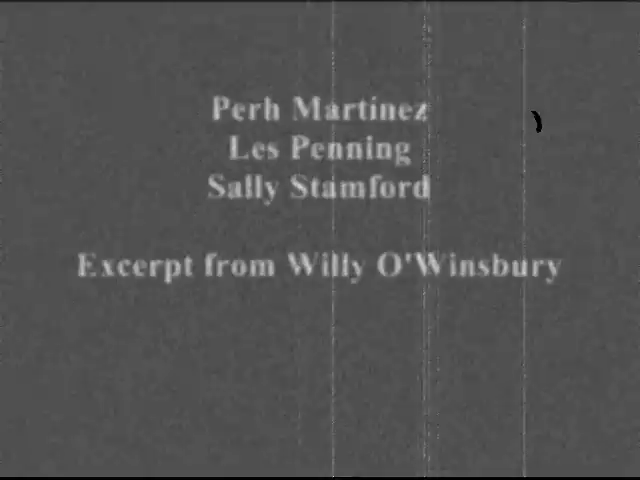 Perh Martinez
Les Penning
Sally Stamford
Excerpt from Willy O'Winsbury